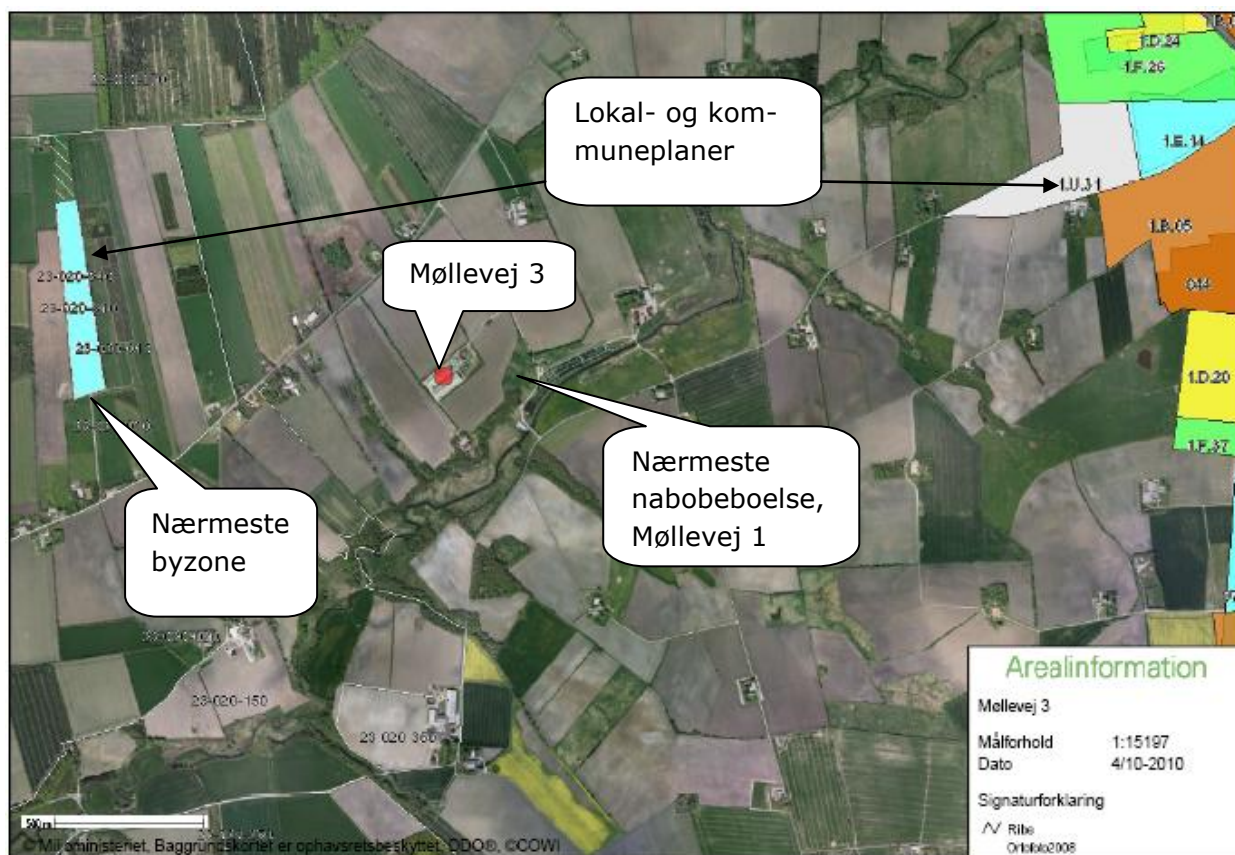 1.D.24
1.F.26
Lokal- og kom-
muneplaner
1.E.14
1.U.31
1.B.05
Møllevej 3
044
1.D.20
1.F.37
Nærmeste
nabobeboelse,
Møllevej 1
Nærmeste
byzone
23-020-150
23-020-360
Arealinformation
Møllevej 3
Målforhold 1:15197
Dato 4/10-2010
Signaturforklaring
Ribe
Ortofoto2008
500 m
© Miljøministeriet. Baggrundskortet er ophavsretsbeskyttet: DDO®, ©COWI